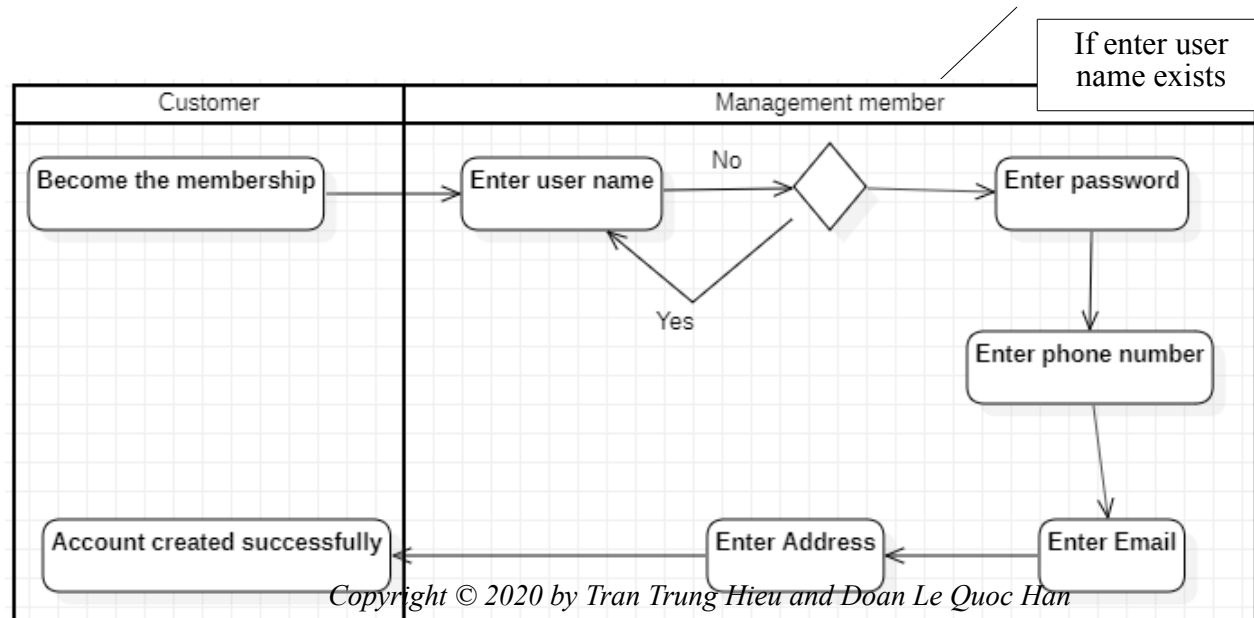 If enter user
name exists
Customer
Management member
Become the membership
Enter user name
No
Enter password
Yes
Enter phone number
Account created successfully
Enter Address
Enter Email
Copyright © 2020 by Tran Trung Hieu and Doan Le Quoc Han